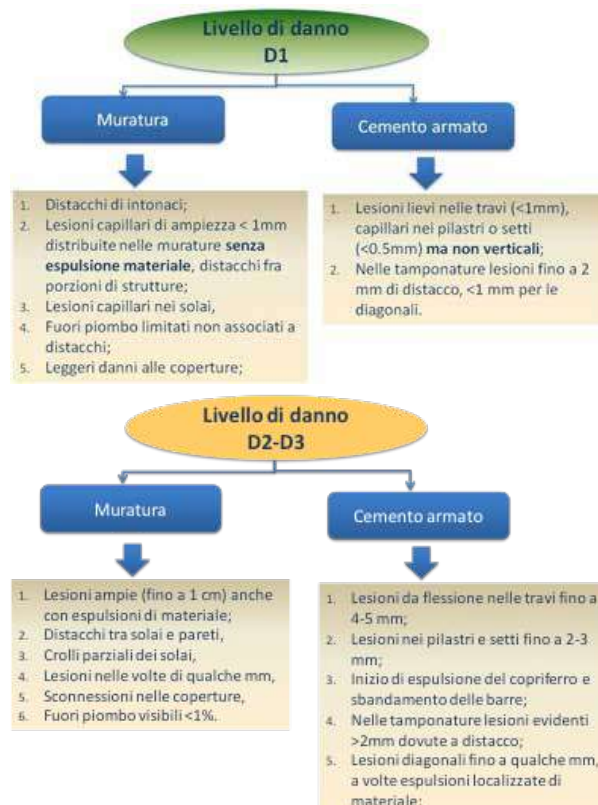 Livello di danno
D1
Muratura
Cemento armato
1. Distacchi di intonaci;
2. Lesioni capillari di ampiezza < 1mm
distribuite nelle murature senza
espulsione materiale, distacchi fra
porzioni di strutture;
3. Lesioni capillari nei solai,
4. Fuori piombo limitati non associati a
distacchi;
5. Leggeri danni alle coperture;
1. Lesioni lievi nelle travi (<1mm),
capillari nei pilastri o setti
(<0.5mm) ma non verticali;
2. Nelle tamponature lesioni fino a 2
mm di distacco, <1 mm per le
diagonali.
Livello di danno
D2-D3
Muratura
Cemento armato
1. Lesioni ampie (fino a 1 cm) anche
con espulsioni di materiale;
2. Distacchi tra solai e pareti,
3. Crolli parziali dei solai,
4. Lesioni nelle volte di qualche mm,
5. Sconnessioni nelle coperture,
6. Fuori piombo visibili <1%.
1. Lesioni da flessione nelle travi fino a
4-5 mm;
2. Lesioni nei pilastri e setti fino a 2-3
mm;
3. Inizio di espulsione del copriferro e
sbandamento delle barre;
4. Nelle tamponature lesioni evidenti
>2mm dovute a distacco;
5. Lesioni diagonali fino a qualche mm,
a volte espulsioni localizzate di
materiale;